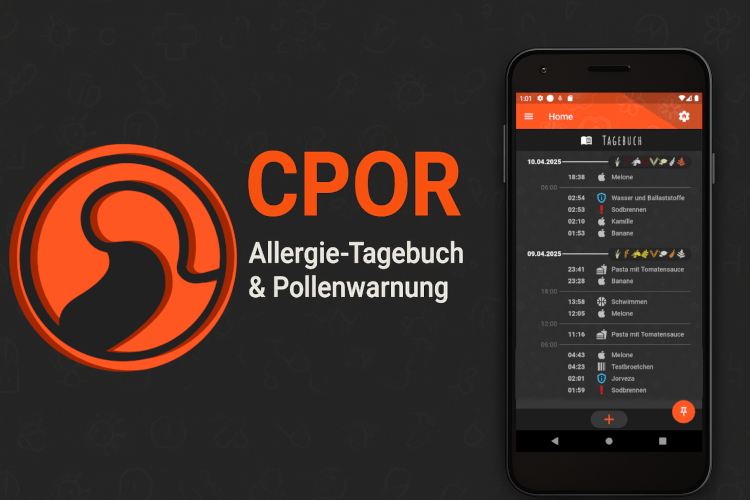 CPOR
Allergie-Tagebuch
& Pollenwarnung
1:01
Home
TAGEBUCH
10.04.2025
18:38 Melone
06:00
02:54 Wasser und Ballaststoffe
02:53 Sodbrennen
02:10 Kamille
01:53 Banane
09.04.2025
23:41 Pasta mit Tomatensauce
23:28 Banane
18:00
13:58 Schwimmen
12:05 Melone
12:00
11:16 Pasta mit Tomatensauce
06:00
04:43 Melone
04:23 Testbroetchen
02:01 Jorveza
01:59 Sodbrennen